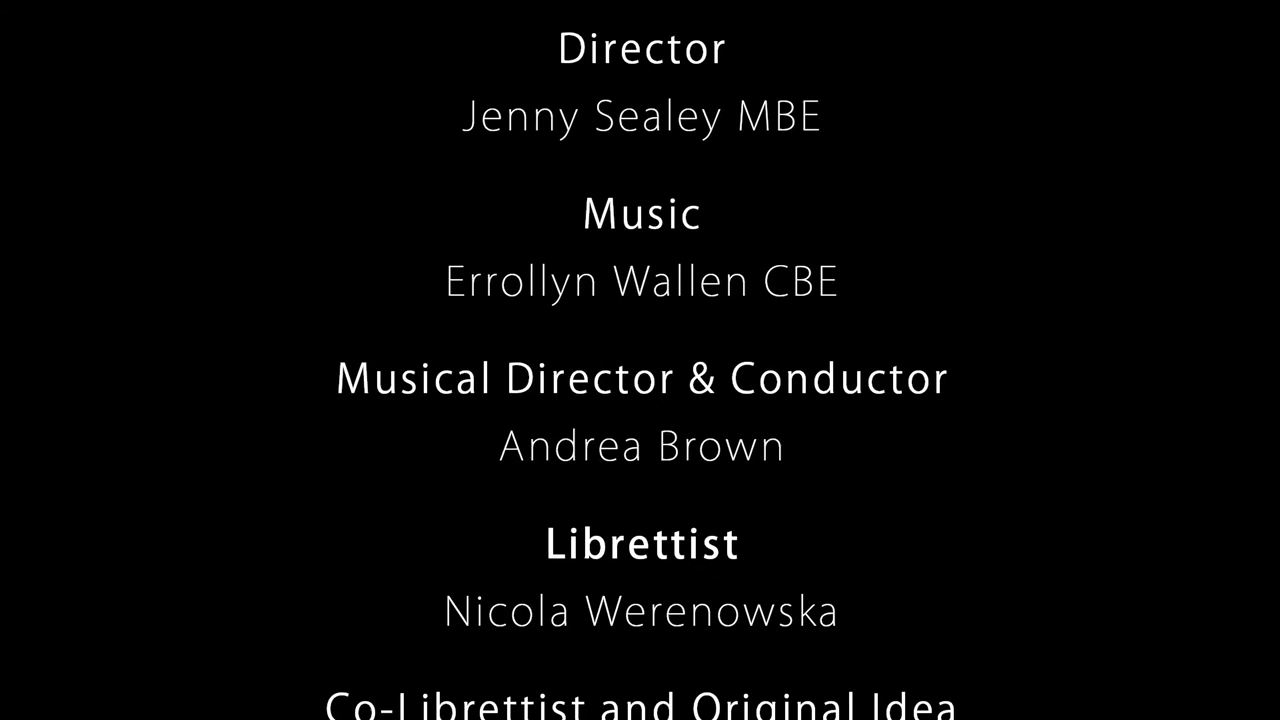 Director
Jenny Sealey MBE
Music
Errollyn Wallen CBE
Musical Director & Conductor
Andrea Brown
Librettist
Nicola Werenowska
Co-Librettist and Original Idea